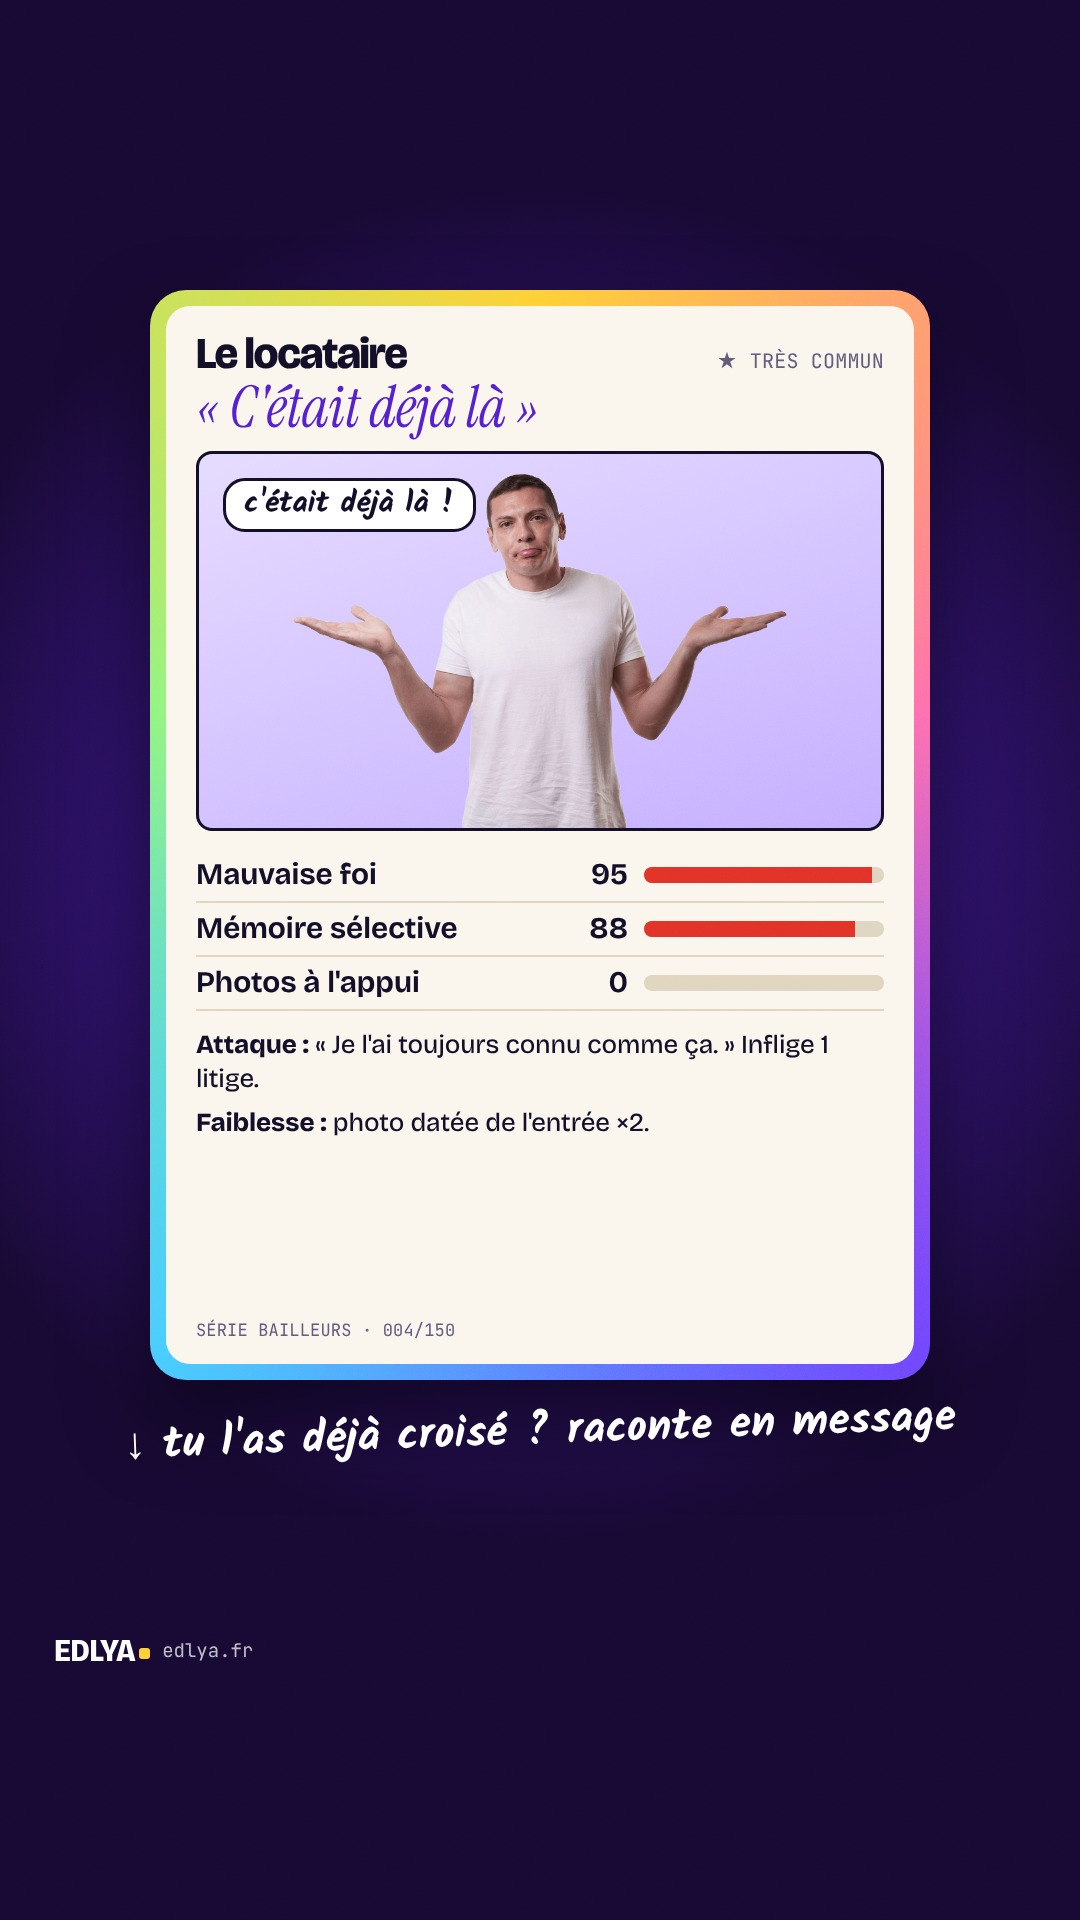 Le locataire
★ TRÈS COMMUN
« C'était déjà là »
c'était déjà là !
Mauvaise foi 95
Mémoire sélective 88
Photos à l'appui 0
Attaque : « Je l'ai toujours connu comme ça. » Inflige 1
litige.
Faiblesse : photo datée de l'entrée ×2.
SÉRIE BAILLEURS · 004/150
↓ tu l'as déjà croisé ? raconte en message
EDLYA. edlya.fr